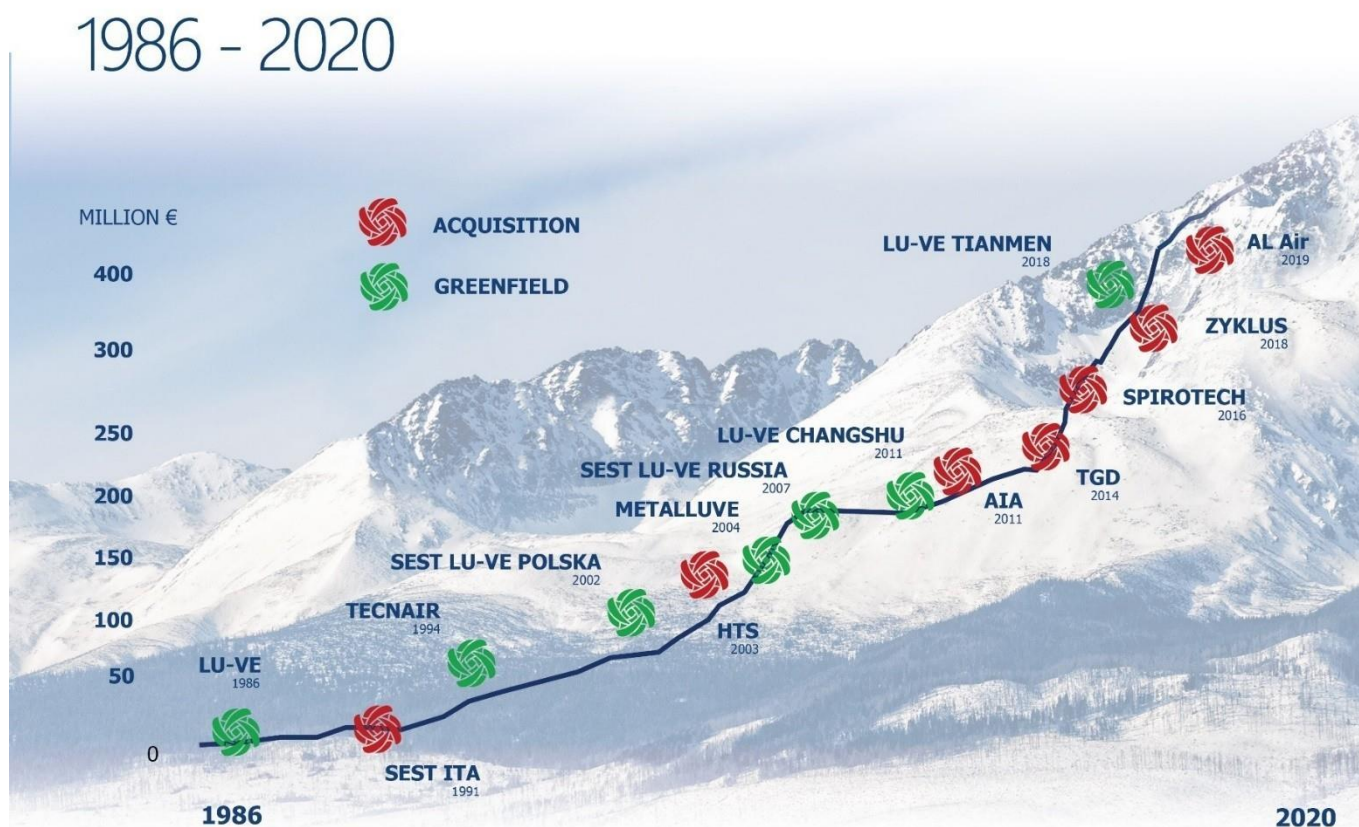 1986 - 2020
MILLION €
ACQUISITION
GREENFIELD
400
300
250
200
150
100
50
0
LU-VE TIANMEN
2018
AL Air
2019
ZYKLUS
2018
SPIROTECH
2016
LU-VE CHANGSHU
2011
SEST LU-VE RUSSIA
2007
TGD
2014
METALLUVE
2004
AIA
2011
SEST LU-VE POLSKA
2002
TECNAIR
1994
HTS
2003
LU-VE
1986
SEST ITA
1991
1986
2020